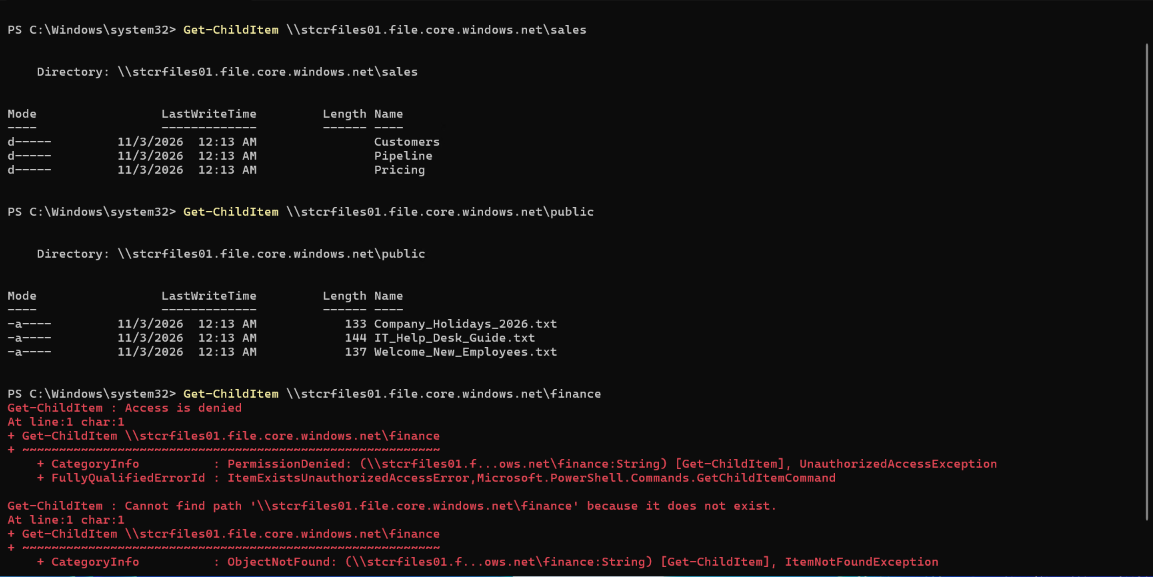 PS C:\Windows\system32> Get-ChildItem \\stcrfiles01.file.core.windows.net\sales
Directory: \\stcrfiles01.file.core.windows.net\sales
Mode LastWriteTime Length Name
---- ------------- ------ ----
d----- 11/3/2026 12:13 AM Customers
d----- 11/3/2026 12:13 AM Pipeline
d----- 11/3/2026 12:13 AM Pricing
PS C:\Windows\system32> Get-ChildItem \\stcrfiles01.file.core.windows.net\public
Directory: \\stcrfiles01.file.core.windows.net\public
Mode LastWriteTime Length Name
---- ------------- ------ ----
-a---- 11/3/2026 12:13 AM 133 Company_Holidays_2026.txt
-a---- 11/3/2026 12:13 AM 144 IT_Help_Desk_Guide.txt
-a---- 11/3/2026 12:13 AM 137 Welcome_New_Employees.txt
PS C:\Windows\system32> Get-ChildItem \\stcrfiles01.file.core.windows.net\finance
Get-ChildItem : Access is denied
At line:1 char:1
+ Get-ChildItem \\stcrfiles01.file.core.windows.net\finance
+ ~~~~~~~~~~~~~~~~~~~~~~~~~~~~~~~~~~~~~~~~~~~~~~~~~~~~~~~~~
+ CategoryInfo : PermissionDenied: (\\stcrfiles01.f...ows.net\finance:String) [Get-ChildItem], UnauthorizedAccessException
+ FullyQualifiedErrorId : ItemExistsUnauthorizedAccessError,Microsoft.PowerShell.Commands.GetChildItemCommand
Get-ChildItem : Cannot find path '\\stcrfiles01.file.core.windows.net\finance' because it does not exist.
At line:1 char:1
+ Get-ChildItem \\stcrfiles01.file.core.windows.net\finance
+ ~~~~~~~~~~~~~~~~~~~~~~~~~~~~~~~~~~~~~~~~~~~~~~~~~~~~~~~~~
+ CategoryInfo : ObjectNotFound: (\\stcrfiles01.f...ows.net\finance:String) [Get-ChildItem], ItemNotFoundException